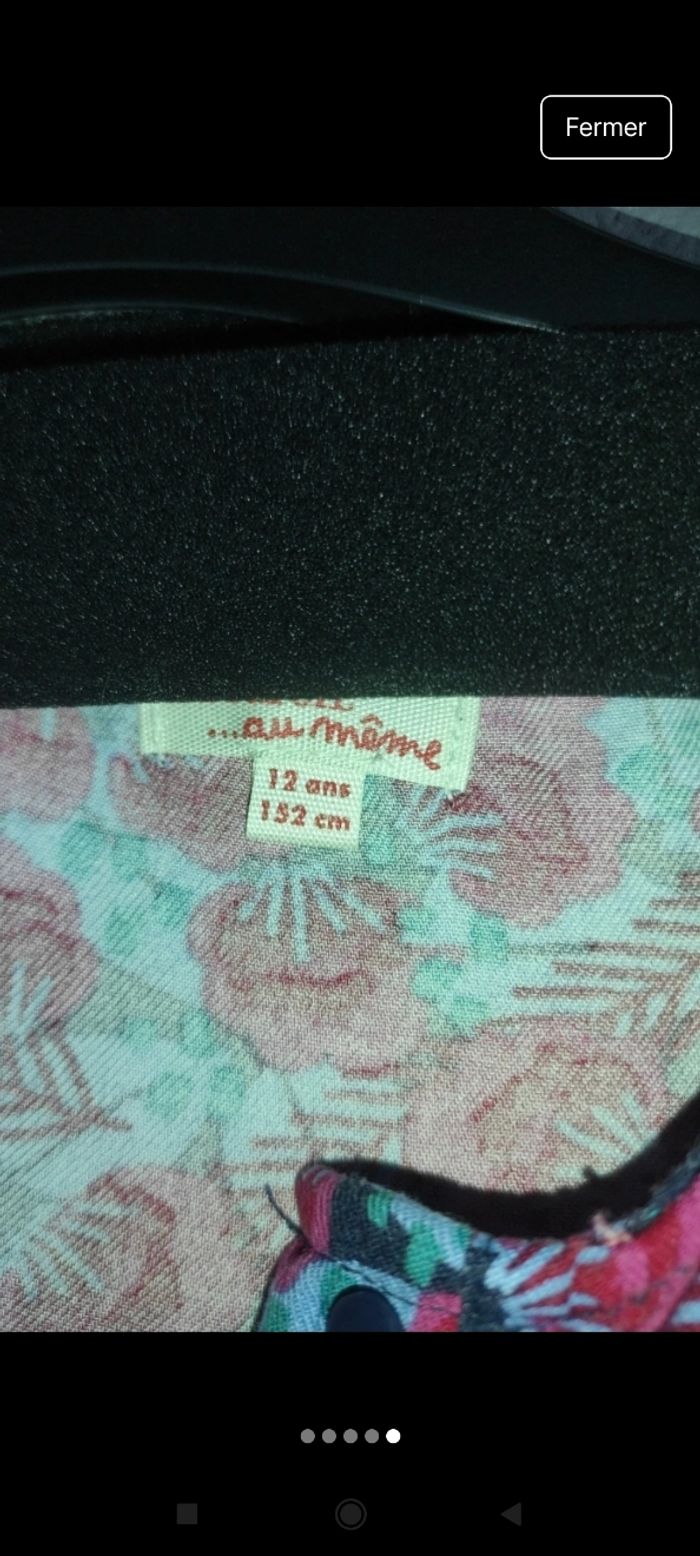 Fermer
...au même
12 ans
152 cm